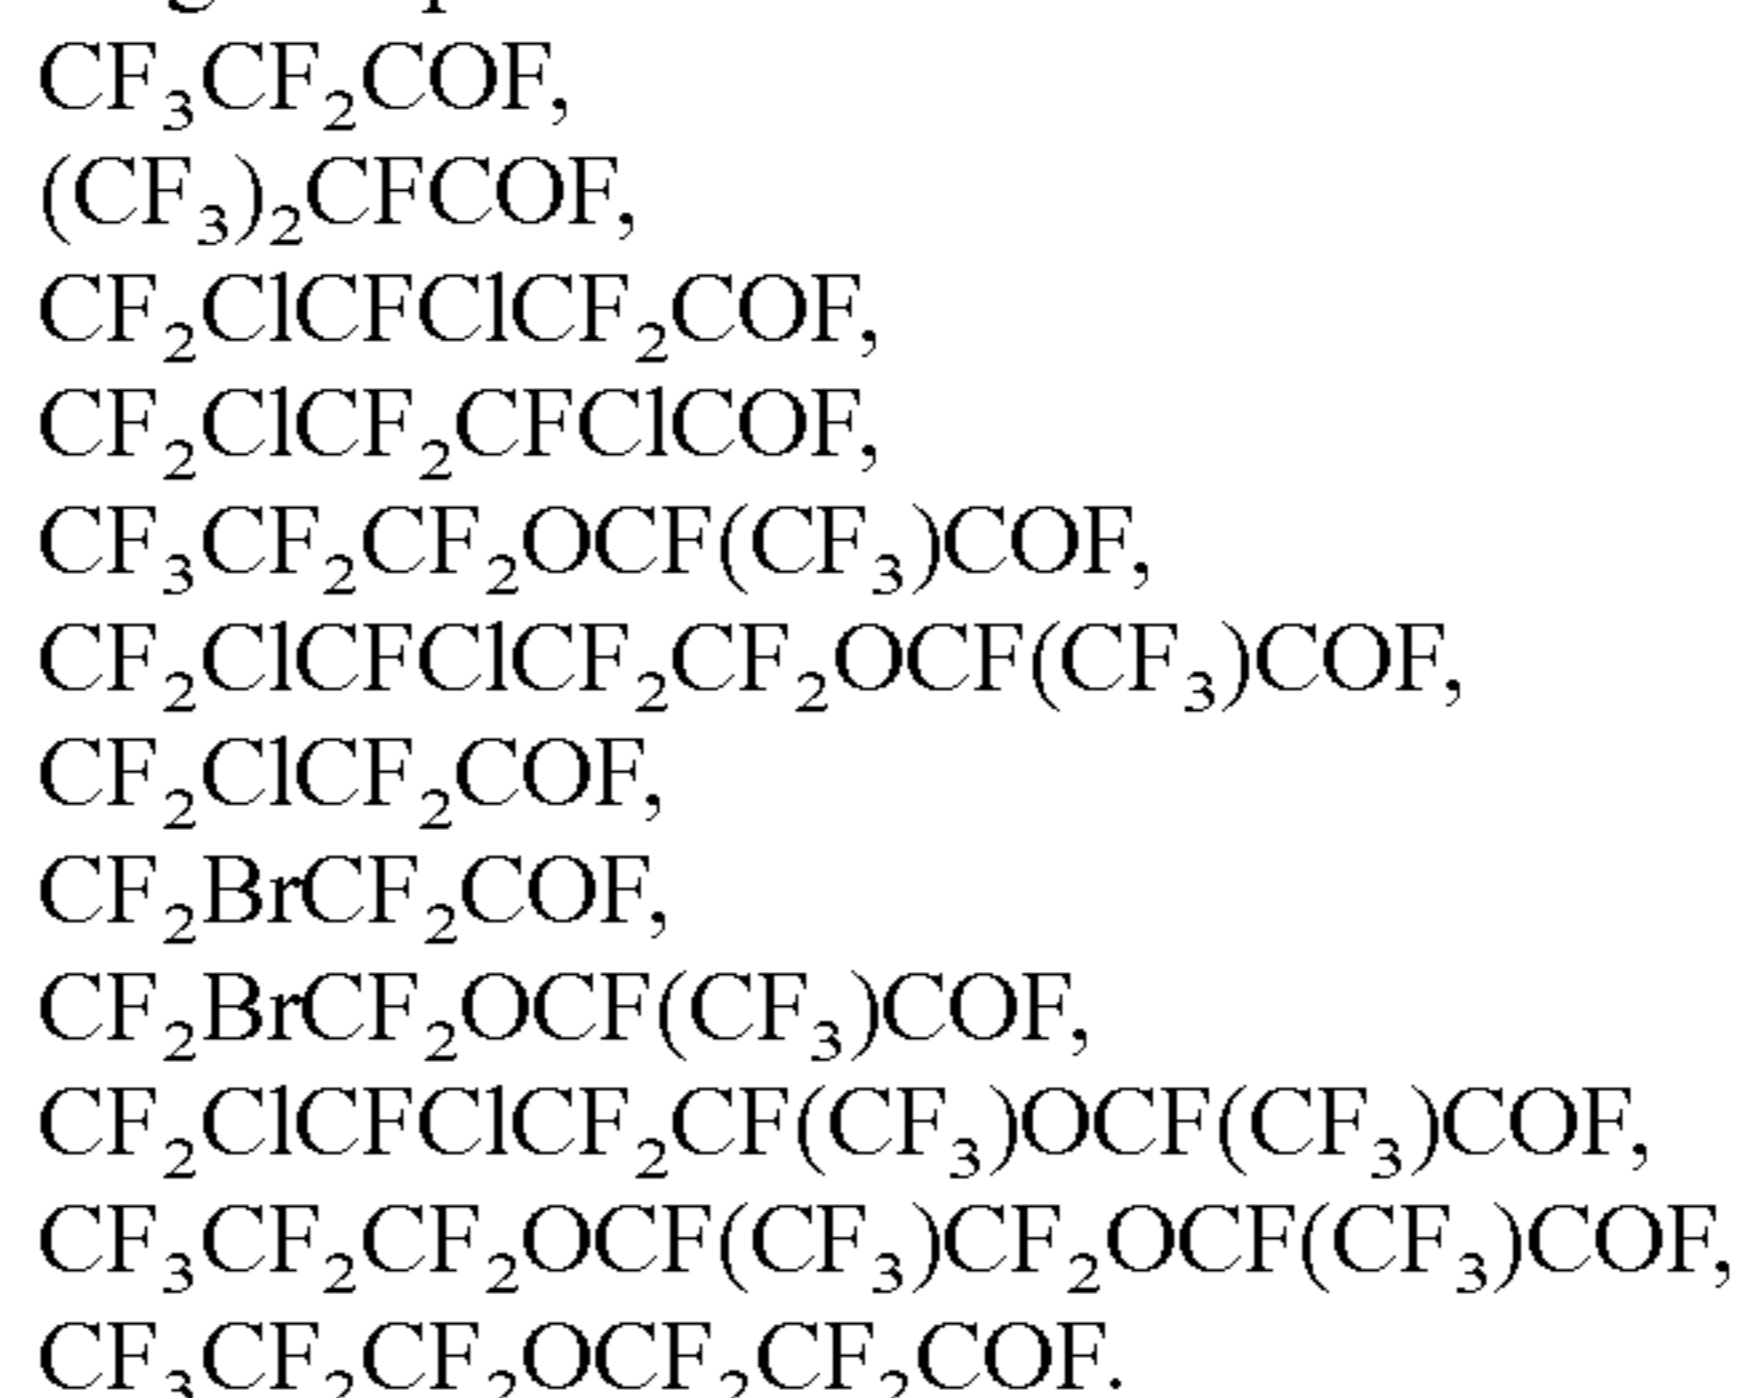 CF₃CF₂COF,
(CF₃)₂CFCOF,
CF₂ClCFClCF₂COF,
CF₂ClCF₂CFClCOF,
CF₃CF₂CF₂OCF(CF₃)COF,
CF₂ClCFClCF₂CF₂OCF(CF₃)COF,
CF₂ClCF₂COF,
CF₂BrCF₂COF,
CF₂BrCF₂OCF(CF₃)COF,
CF₂ClCFClCF₂CF(CF₃)OCF(CF₃)COF,
CF₃CF₂CF₂OCF(CF₃)CF₂OCF(CF₃)COF,
CF₃CF₂CF₂OCF₂CF₂COF.